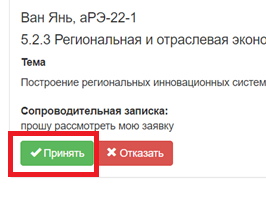 Ван Янь, аРЭ-22-1
5.2.3 Региональная и отраслевая эконо
Тема
Построение региональных инновационных систем
Сопроводительная записка:
прошу рассмотреть мою заявку
Принять Отказать